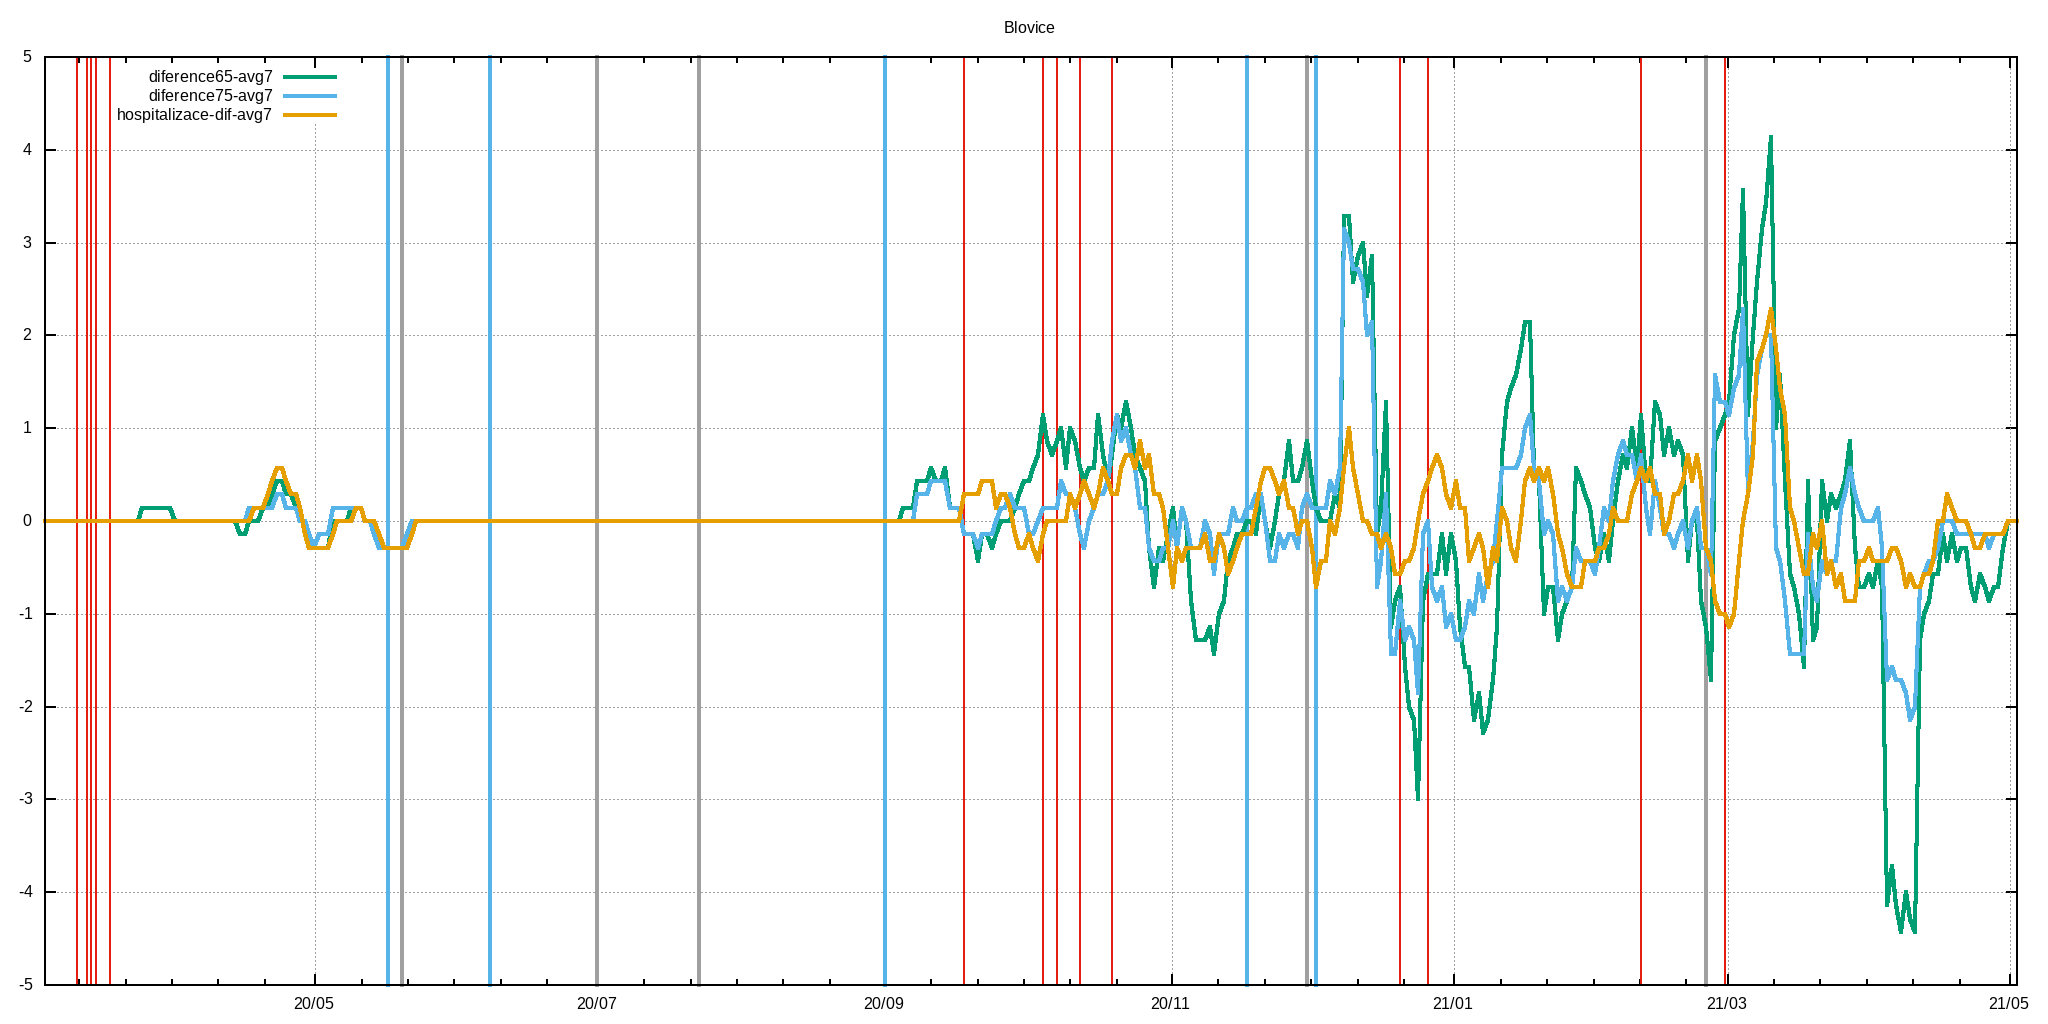 Blovice
diference65-avg7
diference75-avg7
hospitalizace-dif-avg7
5
4
3
2
1
0
-1
-2
-3
-4
-5
20/05 20/07 20/09 20/11 21/01 21/03 21/05